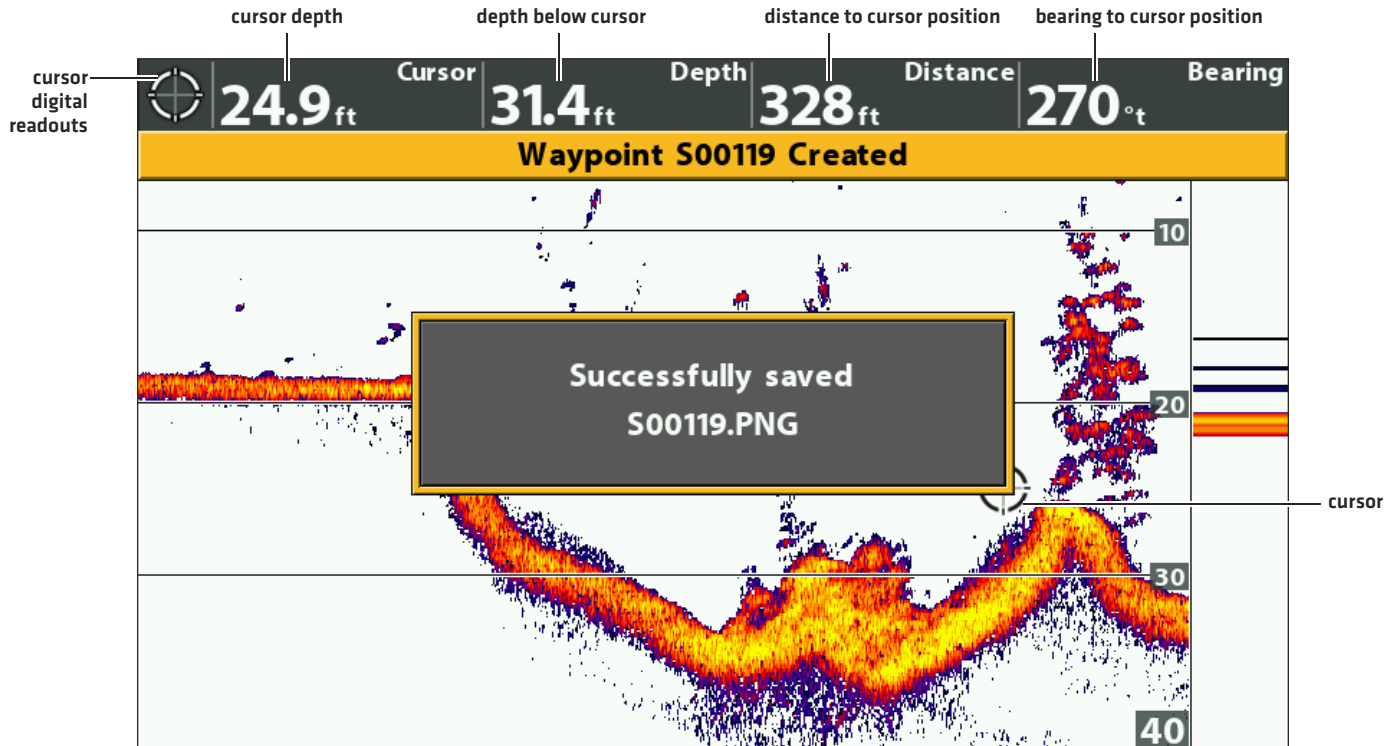 cursor depth
depth below cursor
distance to cursor position
bearing to cursor position
cursor
digital
readouts
Cursor
24.9 ft
Depth
31.4 ft
Distance
328 ft
Bearing
270 °t
Waypoint S00119 Created
10
Successfully saved
S00119.PNG
20
cursor
30
40